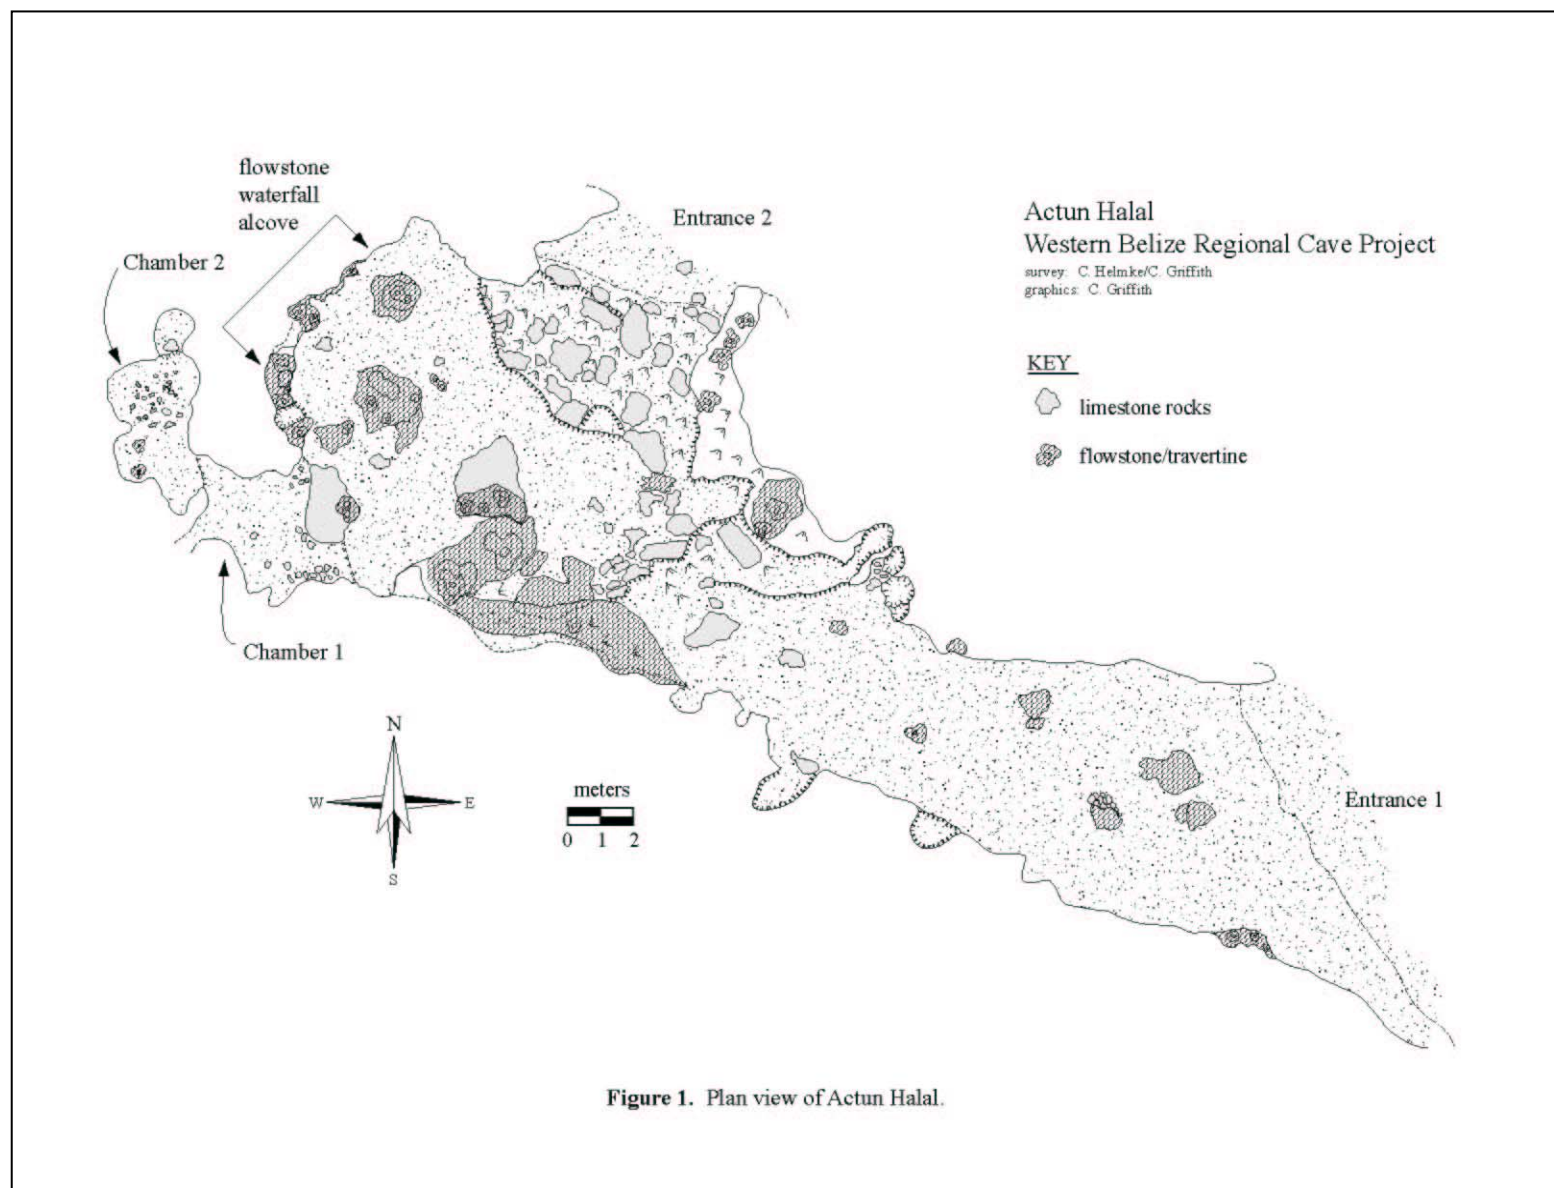 flowstone
waterfall
alcove
Entrance 2
Chamber 2
Actun Halal
Western Belize Regional Cave Project
survey: C. Helmke/C. Griffith
graphics: C. Griffith
KEY
limestone rocks
flowstone/travertine
Chamber 1
N
W
E
S
meters
0 1 2
Entrance 1
Figure 1. Plan view of Actun Halal.